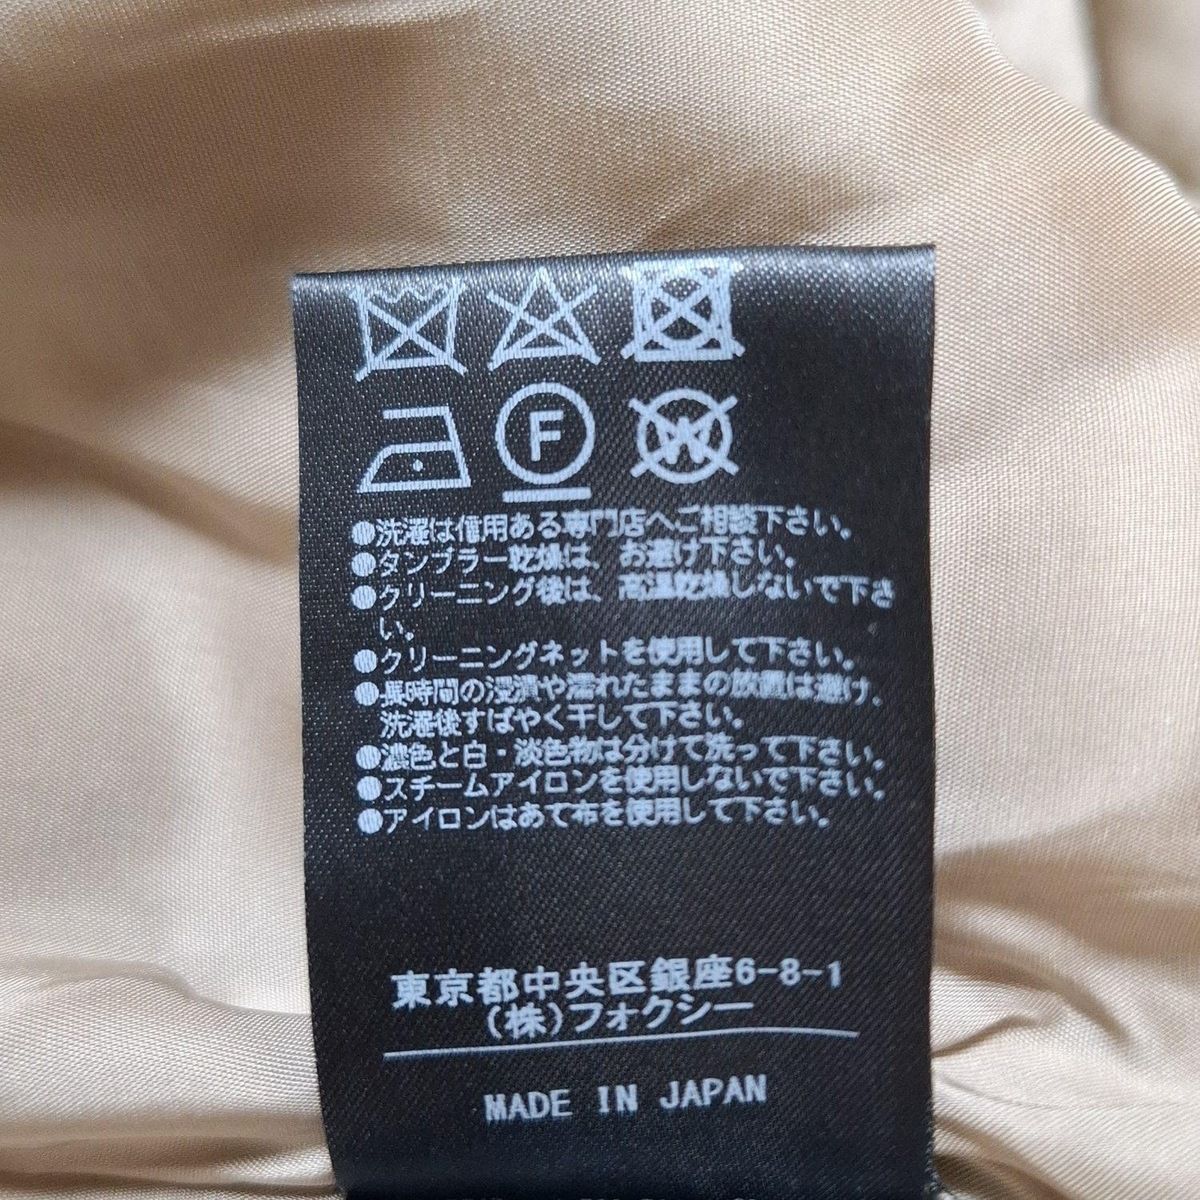 F
W
●洗濯は信用ある専門店へご相談下さい。
●タンブラー乾燥は、お避け下さい。
●クリーニング後は、高温乾燥しないで下さ
い。
●クリーニングネットを使用して下さい。
●長時間の浸漬や濡れたままの放置は避け、
洗濯後すばやく干して下さい。
●濃色と白・淡色物は分けて洗って下さい。
●スチームアイロンを使用しないで下さい。
●アイロンはあて布を使用して下さい。
東京都中央区銀座6-8-1
(株)フォクシー
MADE IN JAPAN